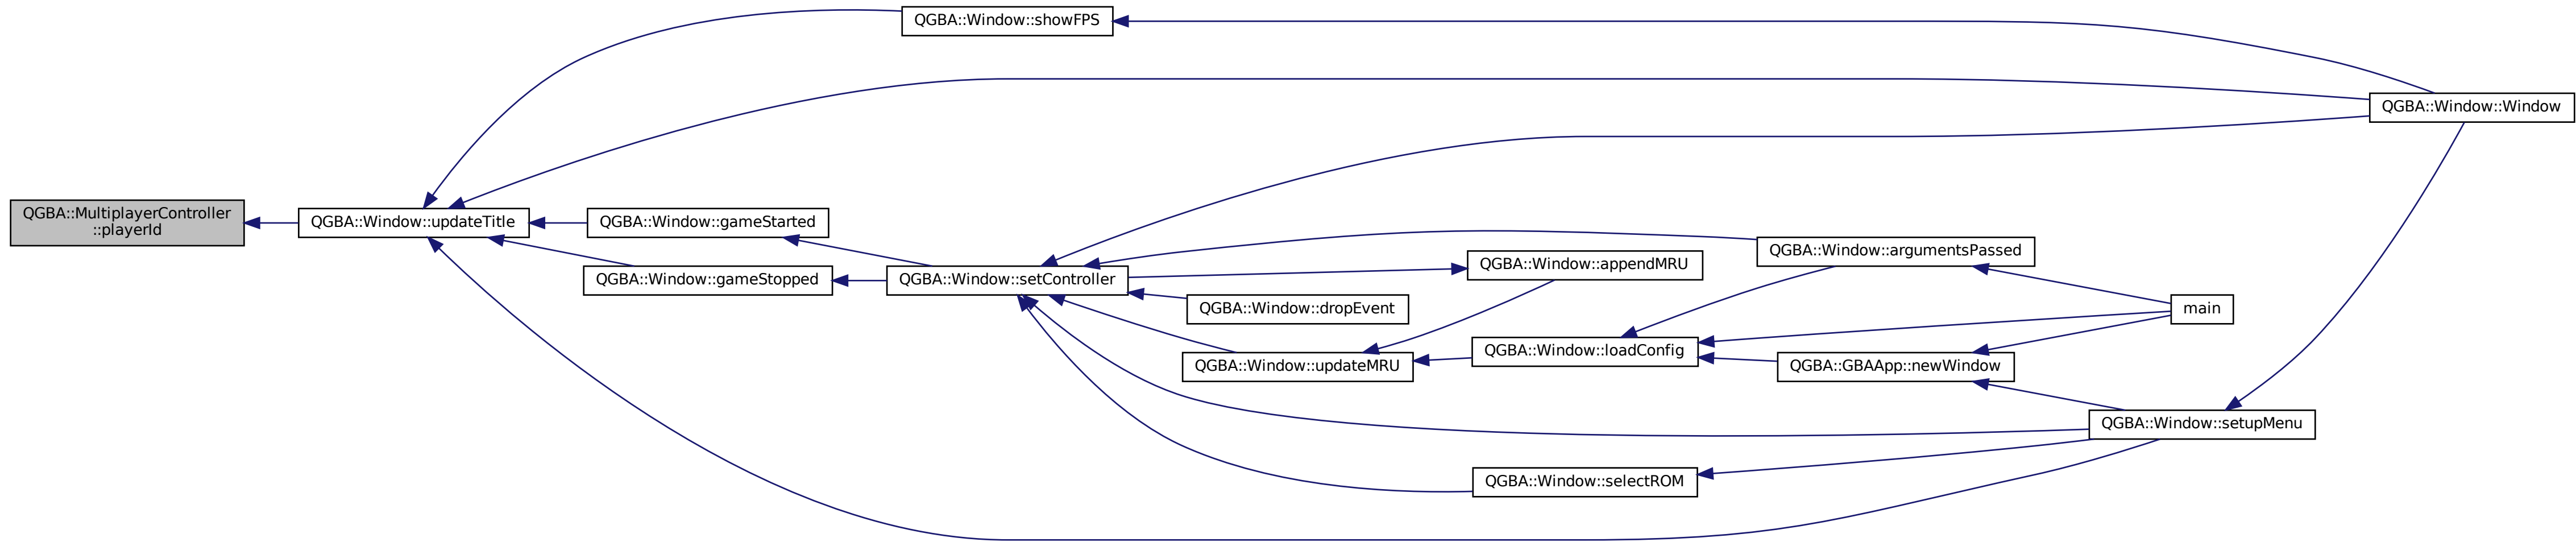 QGBA::MultiplayerController
::playerId
QGBA::Window::updateTitle
QGBA::Window::showFPS
QGBA::Window::gameStarted
QGBA::Window::gameStopped
QGBA::Window::setController
QGBA::Window::appendMRU
QGBA::Window::dropEvent
QGBA::Window::updateMRU
QGBA::Window::loadConfig
QGBA::Window::selectROM
QGBA::Window::argumentsPassed
QGBA::GBAApp::newWindow
main
QGBA::Window::setupMenu
QGBA::Window::Window